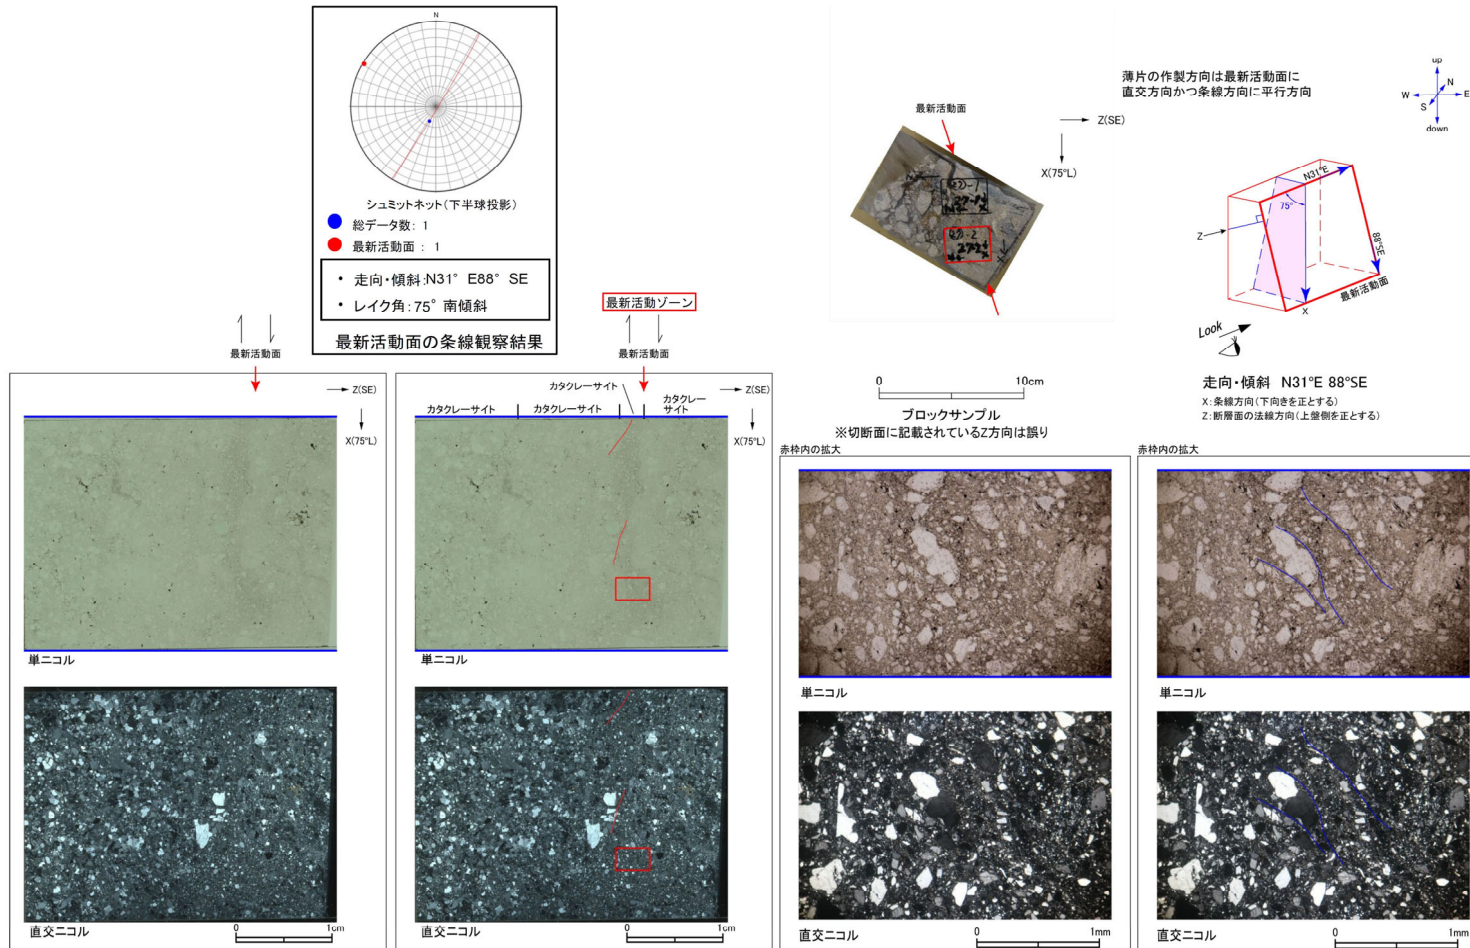 N
シュミットネット(下半球投影)
総データ数: 1
最新活動面 : 1
・ 走向・傾斜:N31° E88° SE
・ レイク角:75° 南傾斜
最新活動面の条線観察結果
最新活動面
Z(SE)
X(75°L)
単ニコル
直交ニコル
0
1cm
最新活動ゾーン
最新活動面
カタクレーサイト
Z(SE)
カタクレーサイト
カタクレーサイト
カタクレー
サイト
X(75°L)
単ニコル
直交ニコル
0
1cm
最新活動面
Z(SE)
X(75°L)
0
10cm
ブロックサンプル
※切断面に記載されているZ方向は誤り
薄片の作製方向は最新活動面に
直交方向かつ条線方向に平行方向
up
N
W
E
S
down
N31°E
75°
Z
88°SE
最新活動面
X
Look
走向・傾斜 N31°E 88°SE
X:条線方向(下向きを正とする)
Z:断層面の法線方向(上盤側を正とする)
赤枠内の拡大
単ニコル
直交ニコル
0
1mm
赤枠内の拡大
単ニコル
直交ニコル
0
1mm